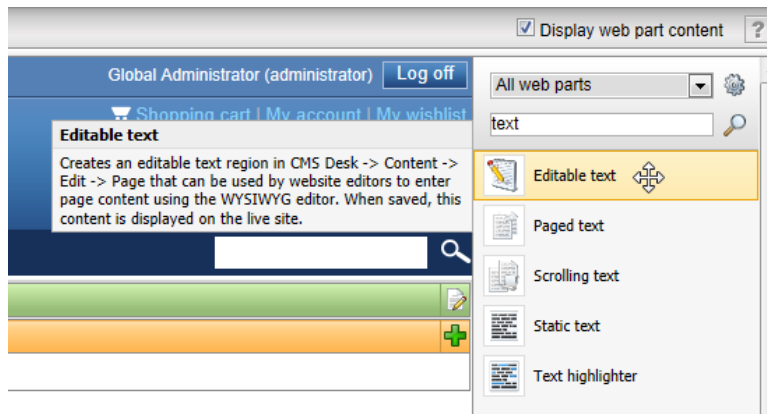 Display web part content
?
Global Administrator (administrator) Log off
Shopping cart | My account | My wishlist
Editable text
Creates an editable text region in CMS Desk -> Content ->
Edit -> Page that can be used by website editors to enter
page content using the WYSIWYG editor. When saved, this
content is displayed on the live site.
All web parts
text
Editable text
Paged text
Scrolling text
Static text
Text highlighter